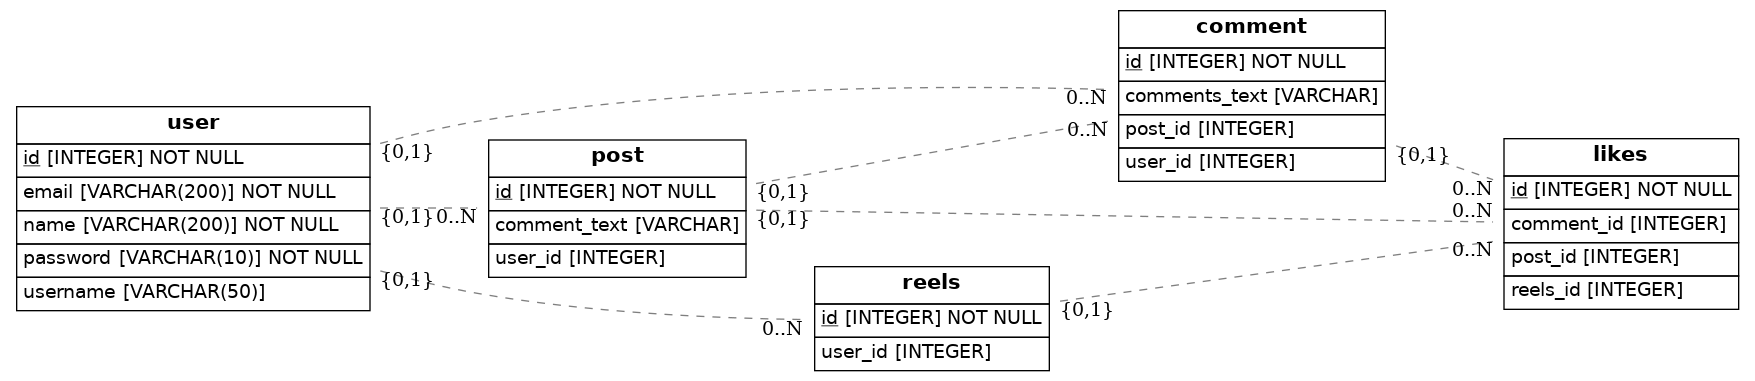 user
id [INTEGER] NOT NULL
email [VARCHAR(200)] NOT NULL
name [VARCHAR(200)] NOT NULL
password [VARCHAR(10)] NOT NULL
username [VARCHAR(50)]
{0,1}
{0,1}
{0,1}
0..N
post
id [INTEGER] NOT NULL
comment_text [VARCHAR]
user_id [INTEGER]
{0,1}
{0,1}
0..N
reels
id [INTEGER] NOT NULL
user_id [INTEGER]
{0,1}
0..N
0..N
comment
id [INTEGER] NOT NULL
comments_text [VARCHAR]
post_id [INTEGER]
user_id [INTEGER]
{0,1}
0..N
0..N
0..N
likes
id [INTEGER] NOT NULL
comment_id [INTEGER]
post_id [INTEGER]
reels_id [INTEGER]